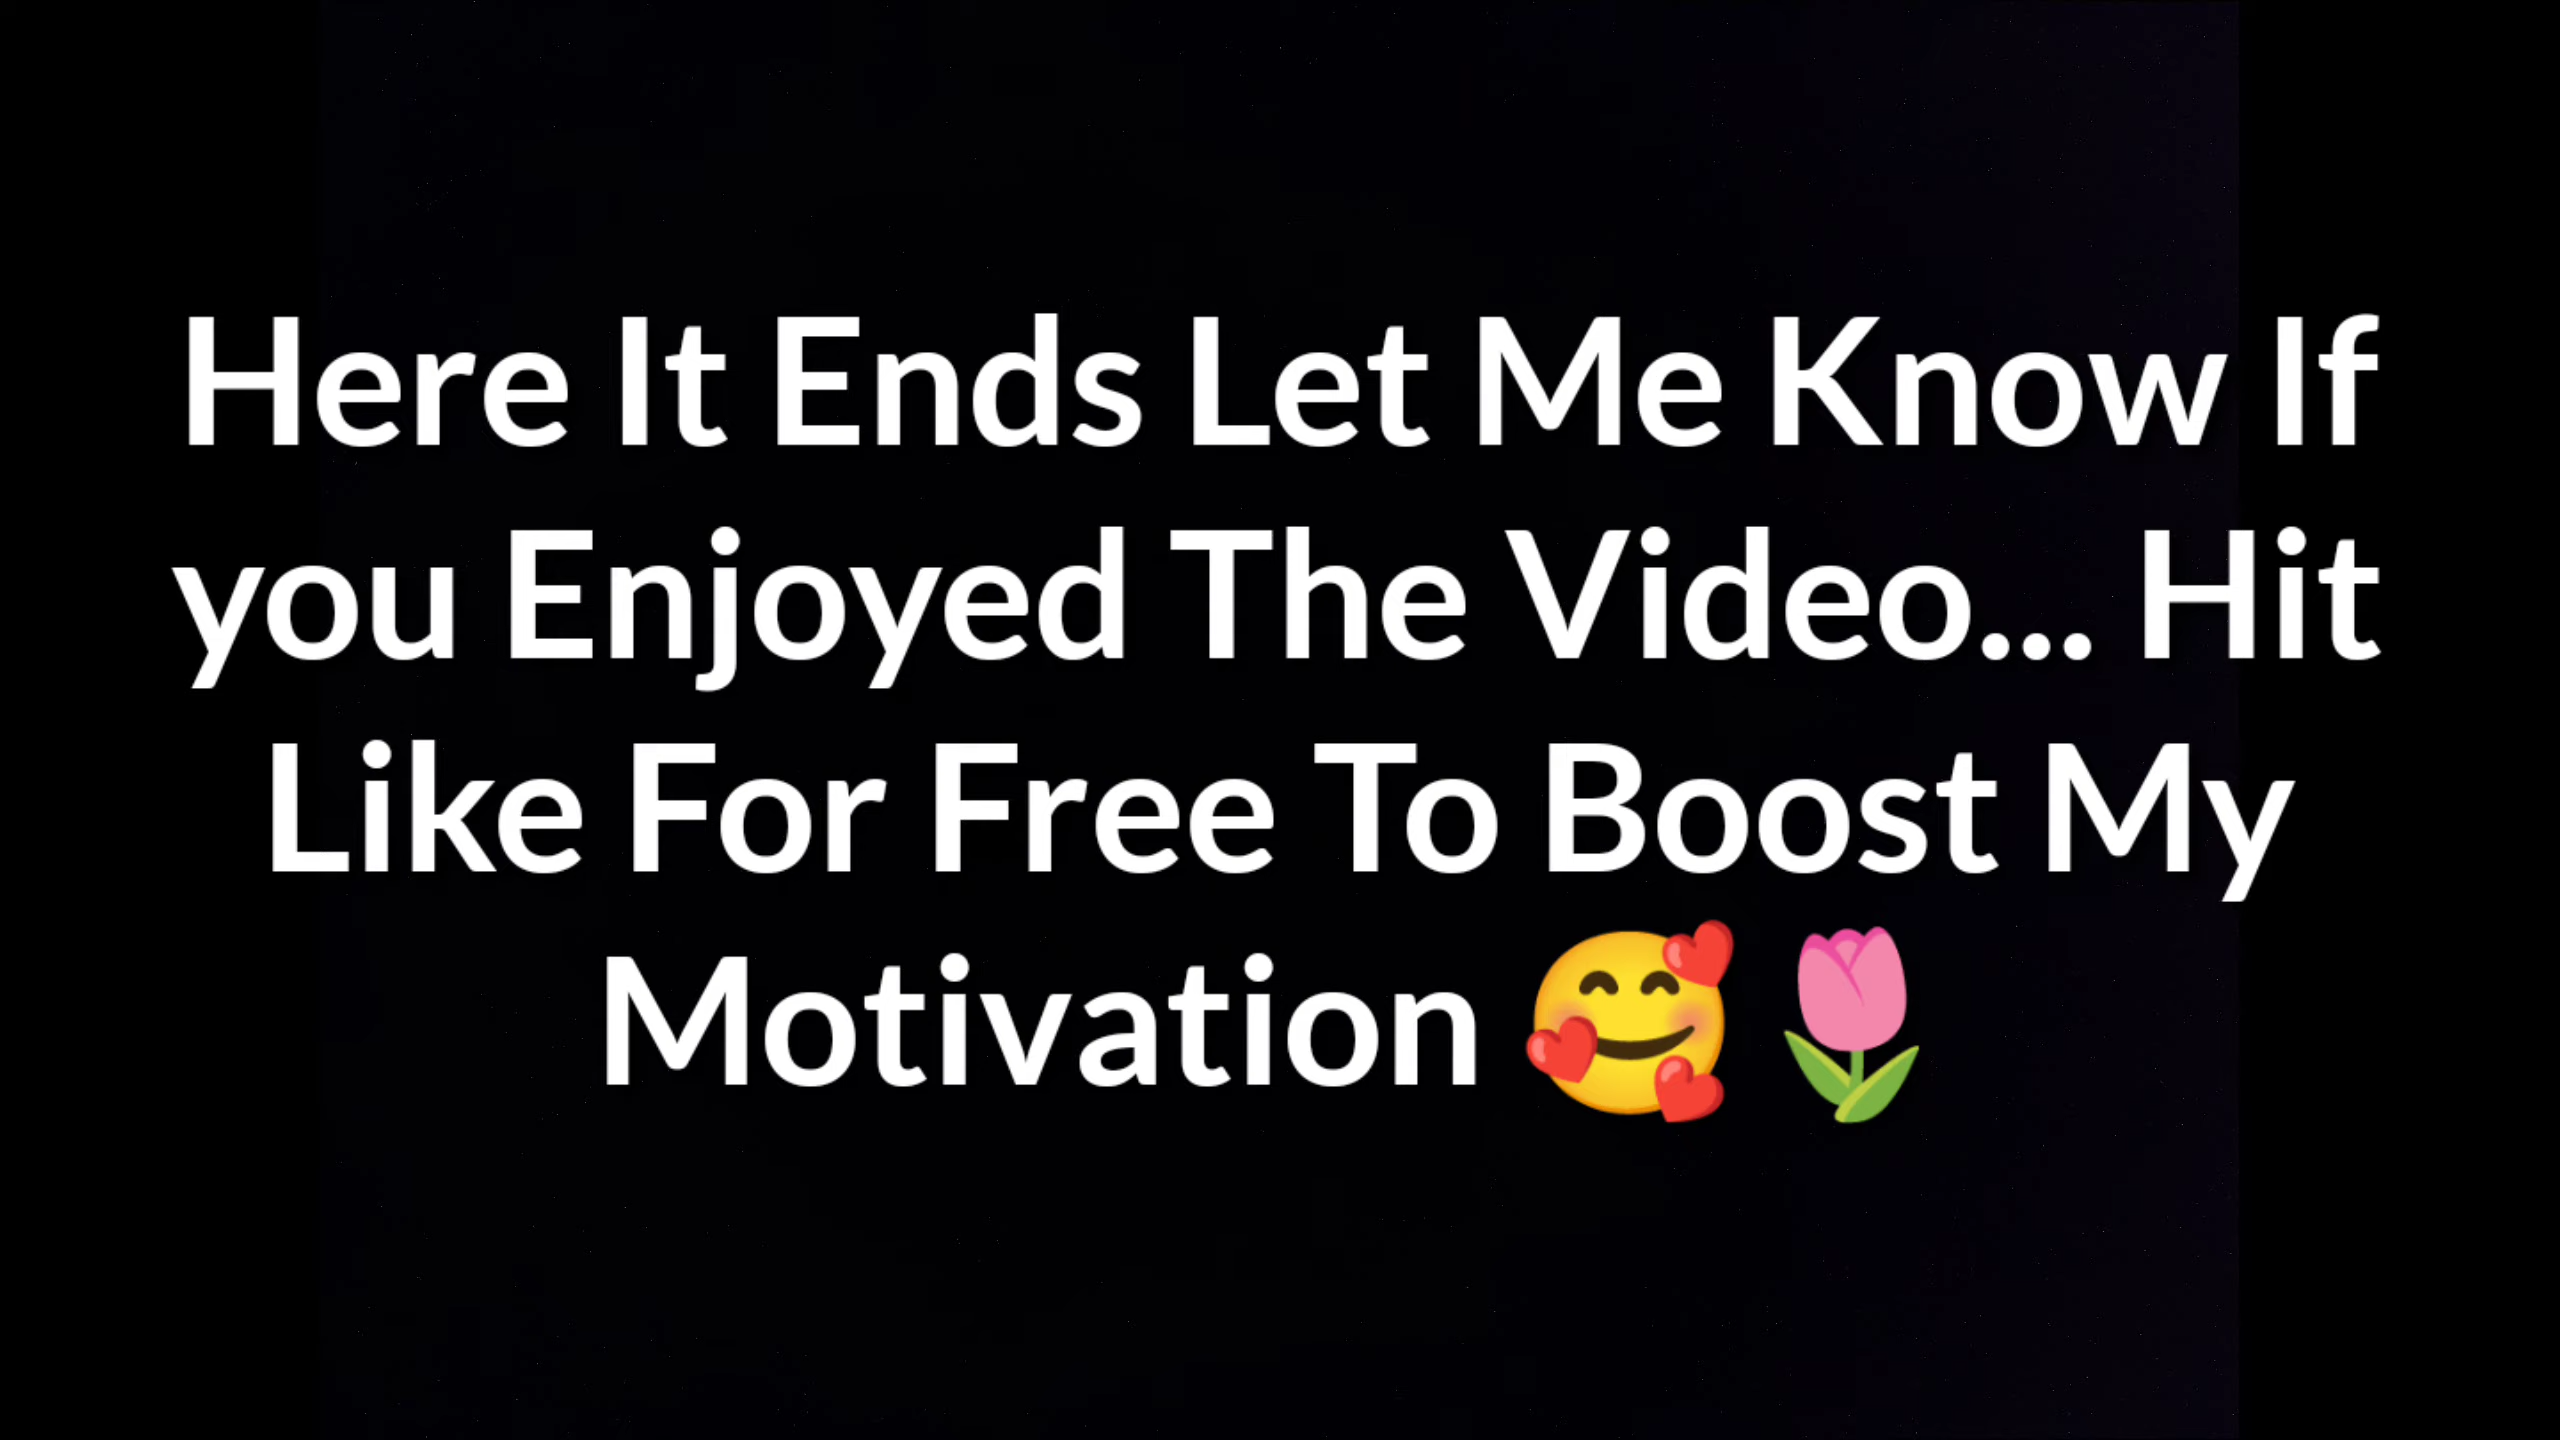 Here It Ends Let Me Know If
you Enjoyed The Video... Hit
Like For Free To Boost My
Motivation 🥰 🌷